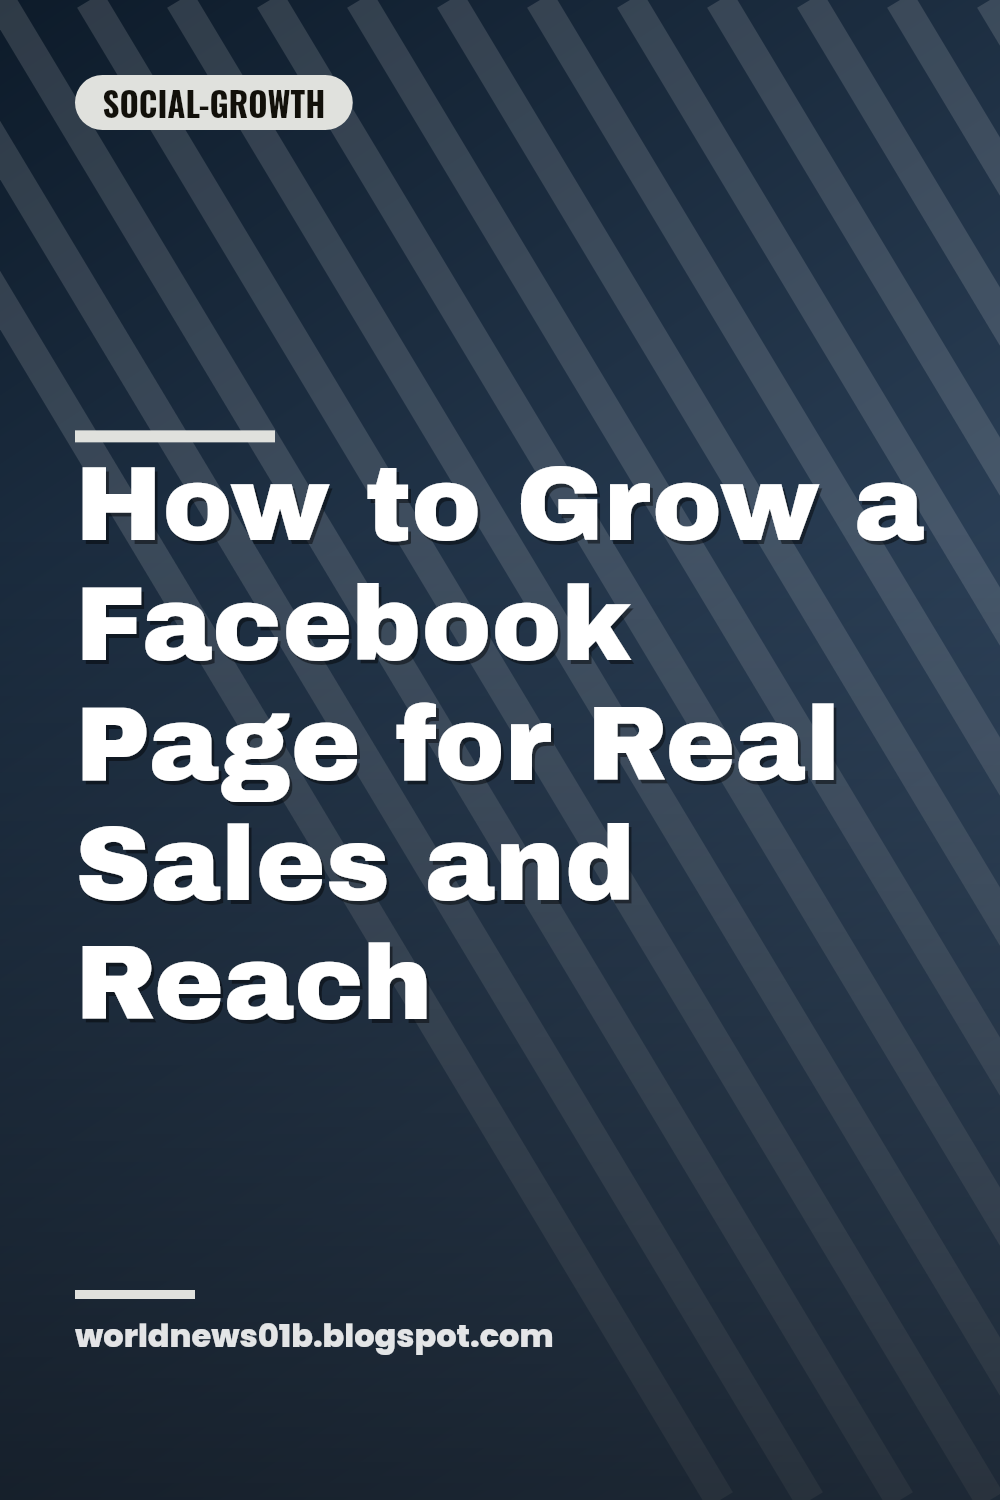 SOCIAL-GROWTH
How to Grow a
Facebook
Page for Real
Sales and
Reach
worldnews01b.blogspot.com